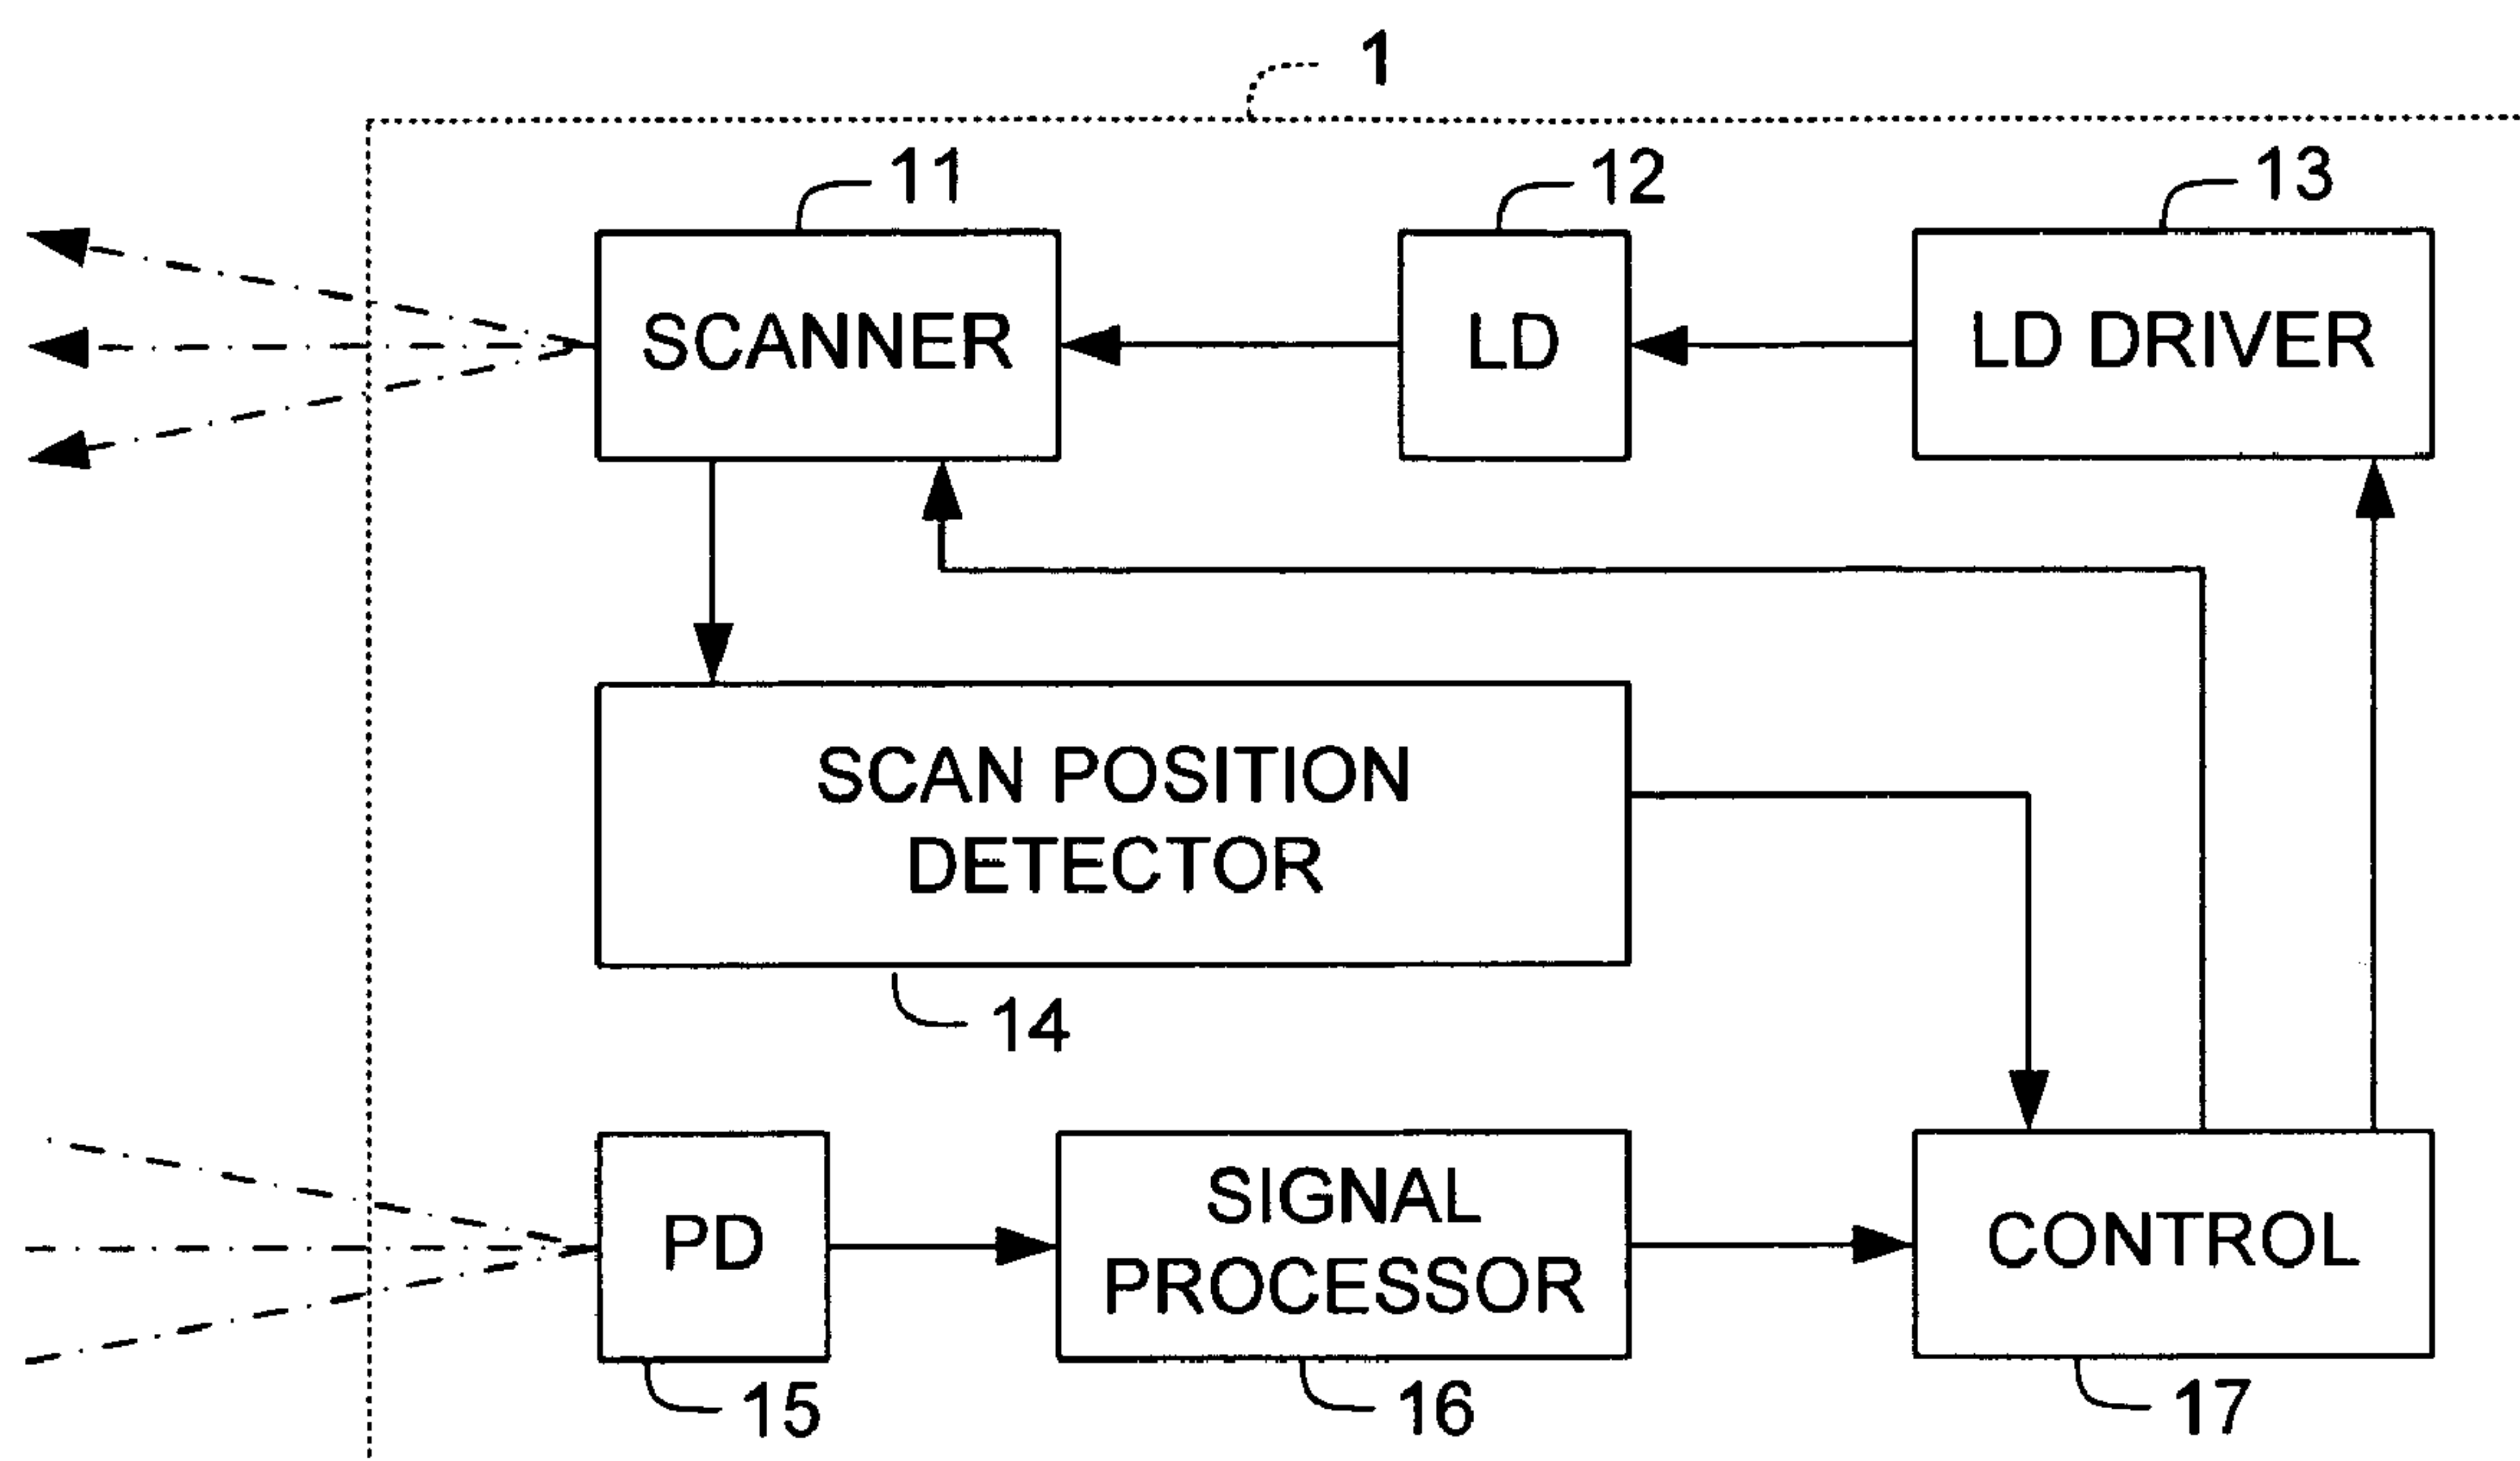 1
11
12
13
SCANNER
LD
LD DRIVER
SCAN POSITION
DETECTOR
14
PD
SIGNAL
PROCESSOR
CONTROL
15
16
17